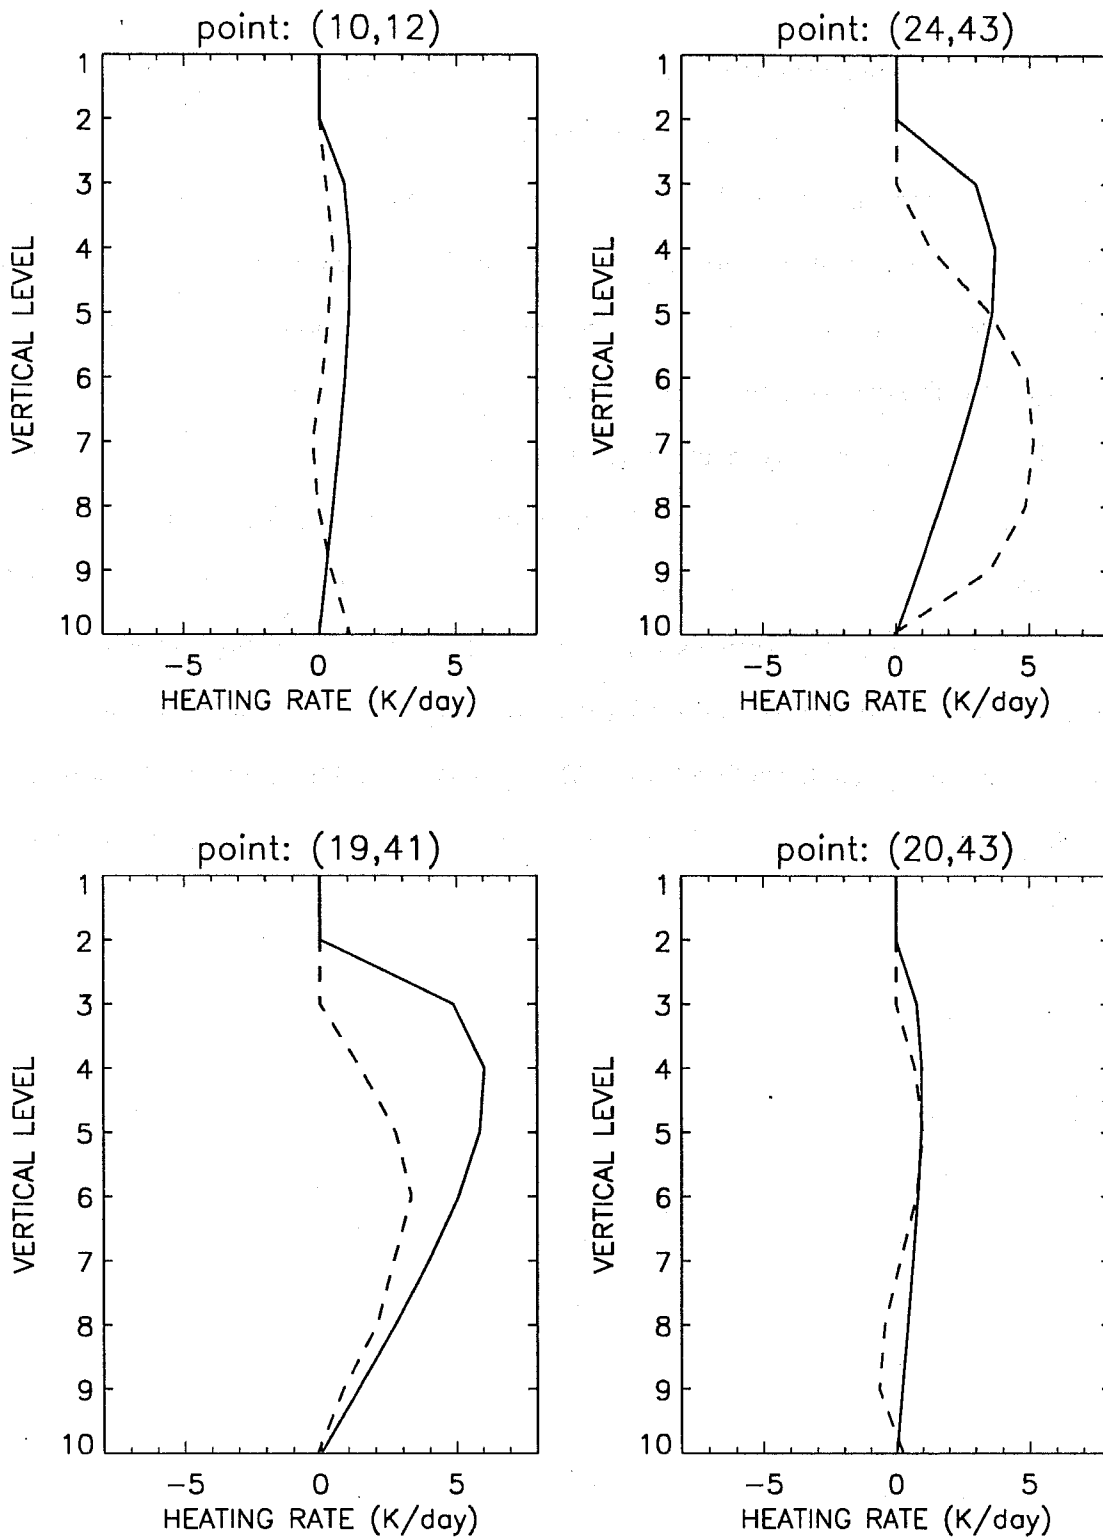 point: (10,12)
1
2
3
4
5
6
7
8
9
10
VERTICAL LEVEL
-5 0 5
HEATING RATE (K/day)
point: (24,43)
1
2
3
4
5
6
7
8
9
10
VERTICAL LEVEL
-5 0 5
HEATING RATE (K/day)
point: (19,41)
1
2
3
4
5
6
7
8
9
10
VERTICAL LEVEL
-5 0 5
HEATING RATE (K/day)
point: (20,43)
1
2
3
4
5
6
7
8
9
10
VERTICAL LEVEL
-5 0 5
HEATING RATE (K/day)